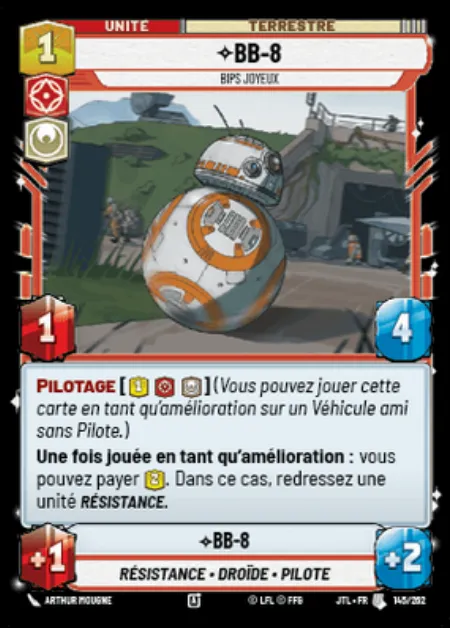 UNITÉ
TERRESTRE
1
BB-8
BIPS JOYEUX
1
4
PILOTAGE [1] (Vous pouvez jouer cette
carte en tant qu'amélioration sur un Véhicule ami
sans Pilote.)
Une fois jouée en tant qu'amélioration : vous
pouvez payer 2. Dans ce cas, redressez une
unité RÉSISTANCE.
+1
BB-8
+2
RÉSISTANCE • DROÏDE • PILOTE
ARTHUR MOUGNE
© LFL © FFG
JTL • FR
145/262